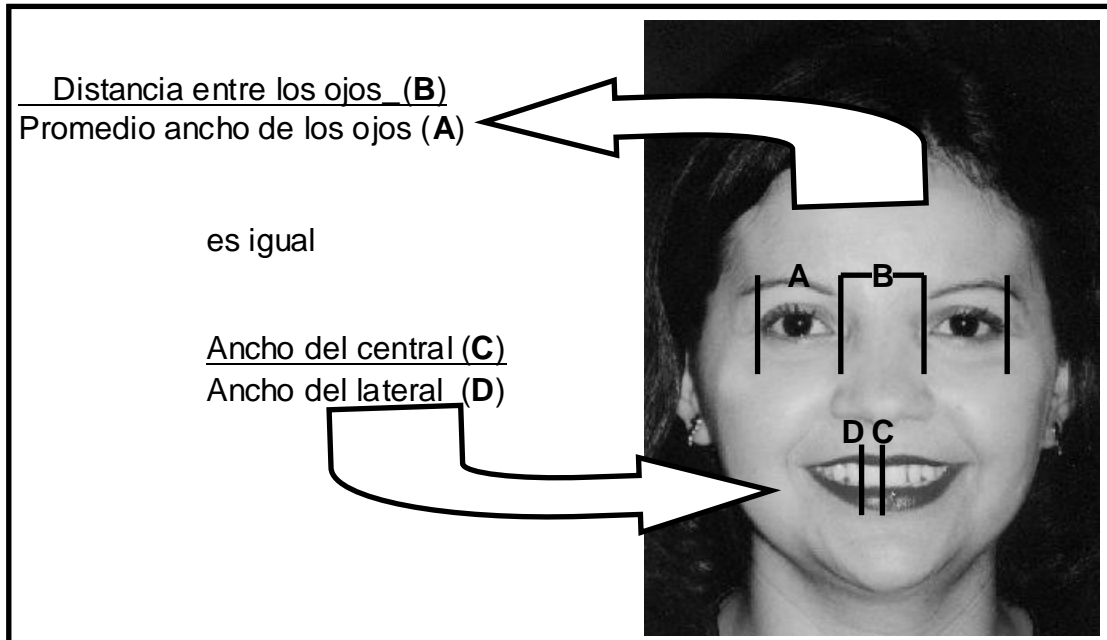 Distancia entre los ojos_(B)
Promedio ancho de los ojos (A)
es igual
Ancho del central (C)
Ancho del lateral (D)
A B
D C